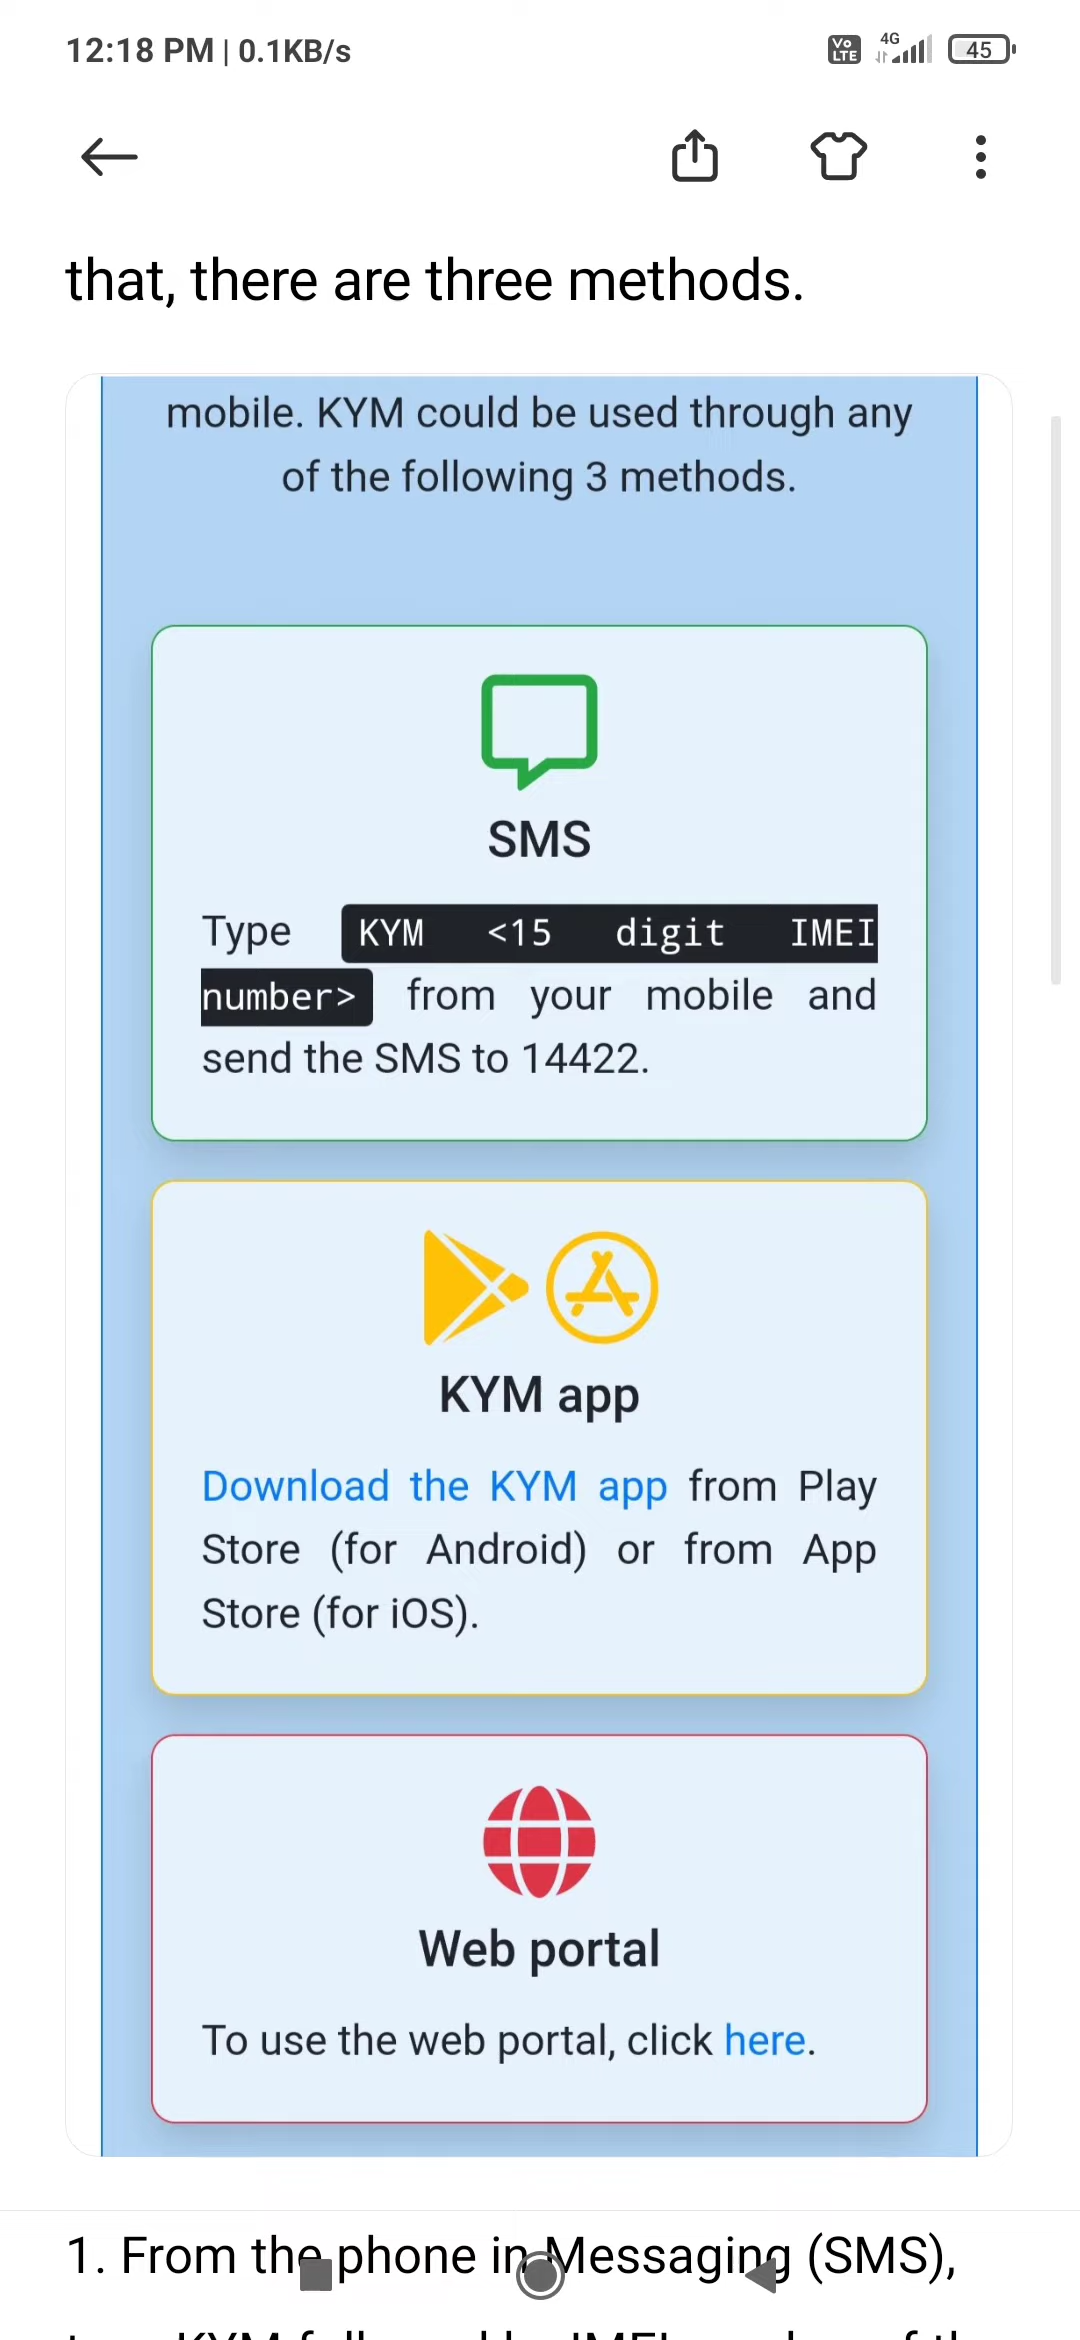 12:18 PM | 0.1KB/s
Vo LTE 4G 45
that, there are three methods.
mobile. KYM could be used through any
of the following 3 methods.
SMS
Type KYM <15 digit IMEI
number> from your mobile and
send the SMS to 14422.
KYM app
Download the KYM app from Play
Store (for Android) or from App
Store (for iOS).
Web portal
To use the web portal, click here.
1. From the phone in Messaging (SMS),